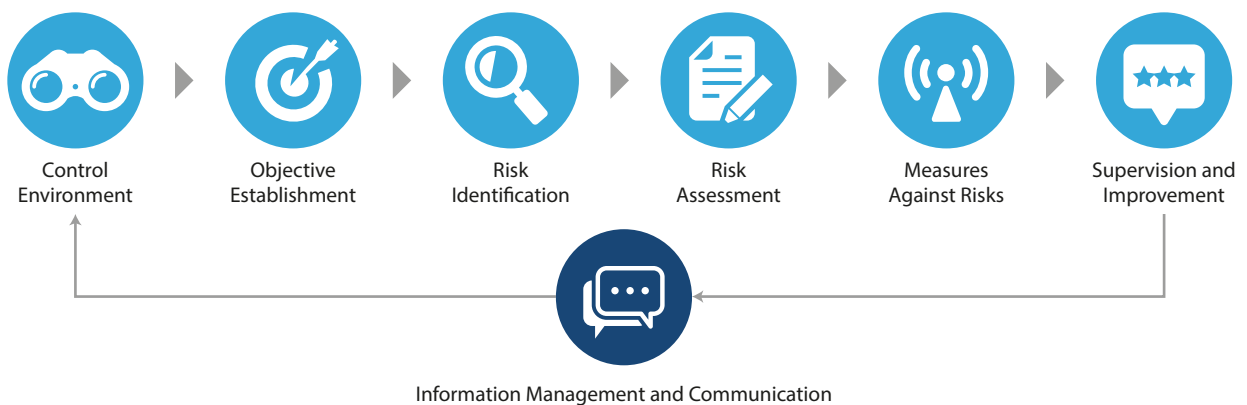 Control
Environment
Objective
Establishment
Risk
Identification
Risk
Assessment
Measures
Against Risks
Supervision and
Improvement
Information Management and Communication